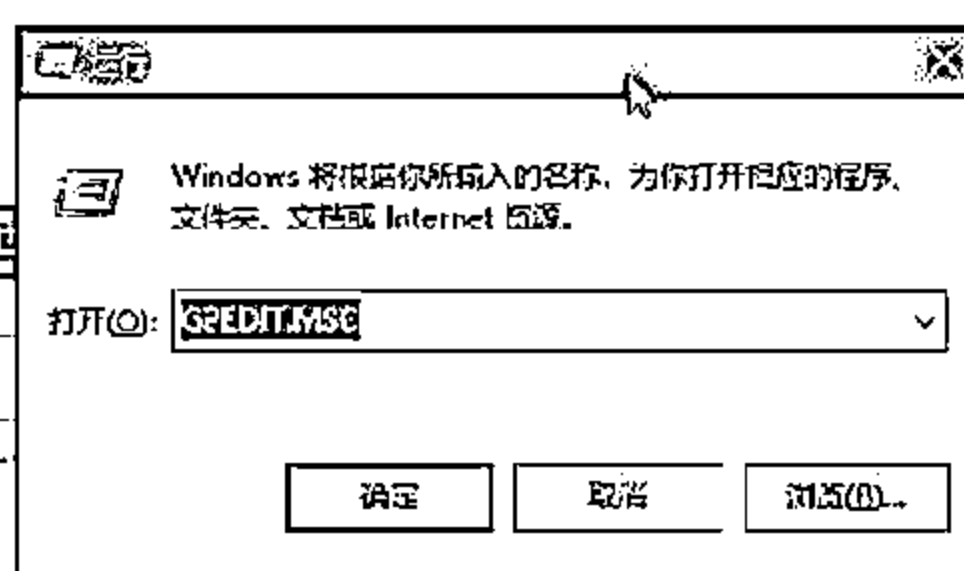 运行
Windows 将根据你所输入的名称，为你打开相应的程序、
文件夹、文档或 Internet 资源。
打开(O):
GPEDIT.MSC
确定
取消
浏览(B)...